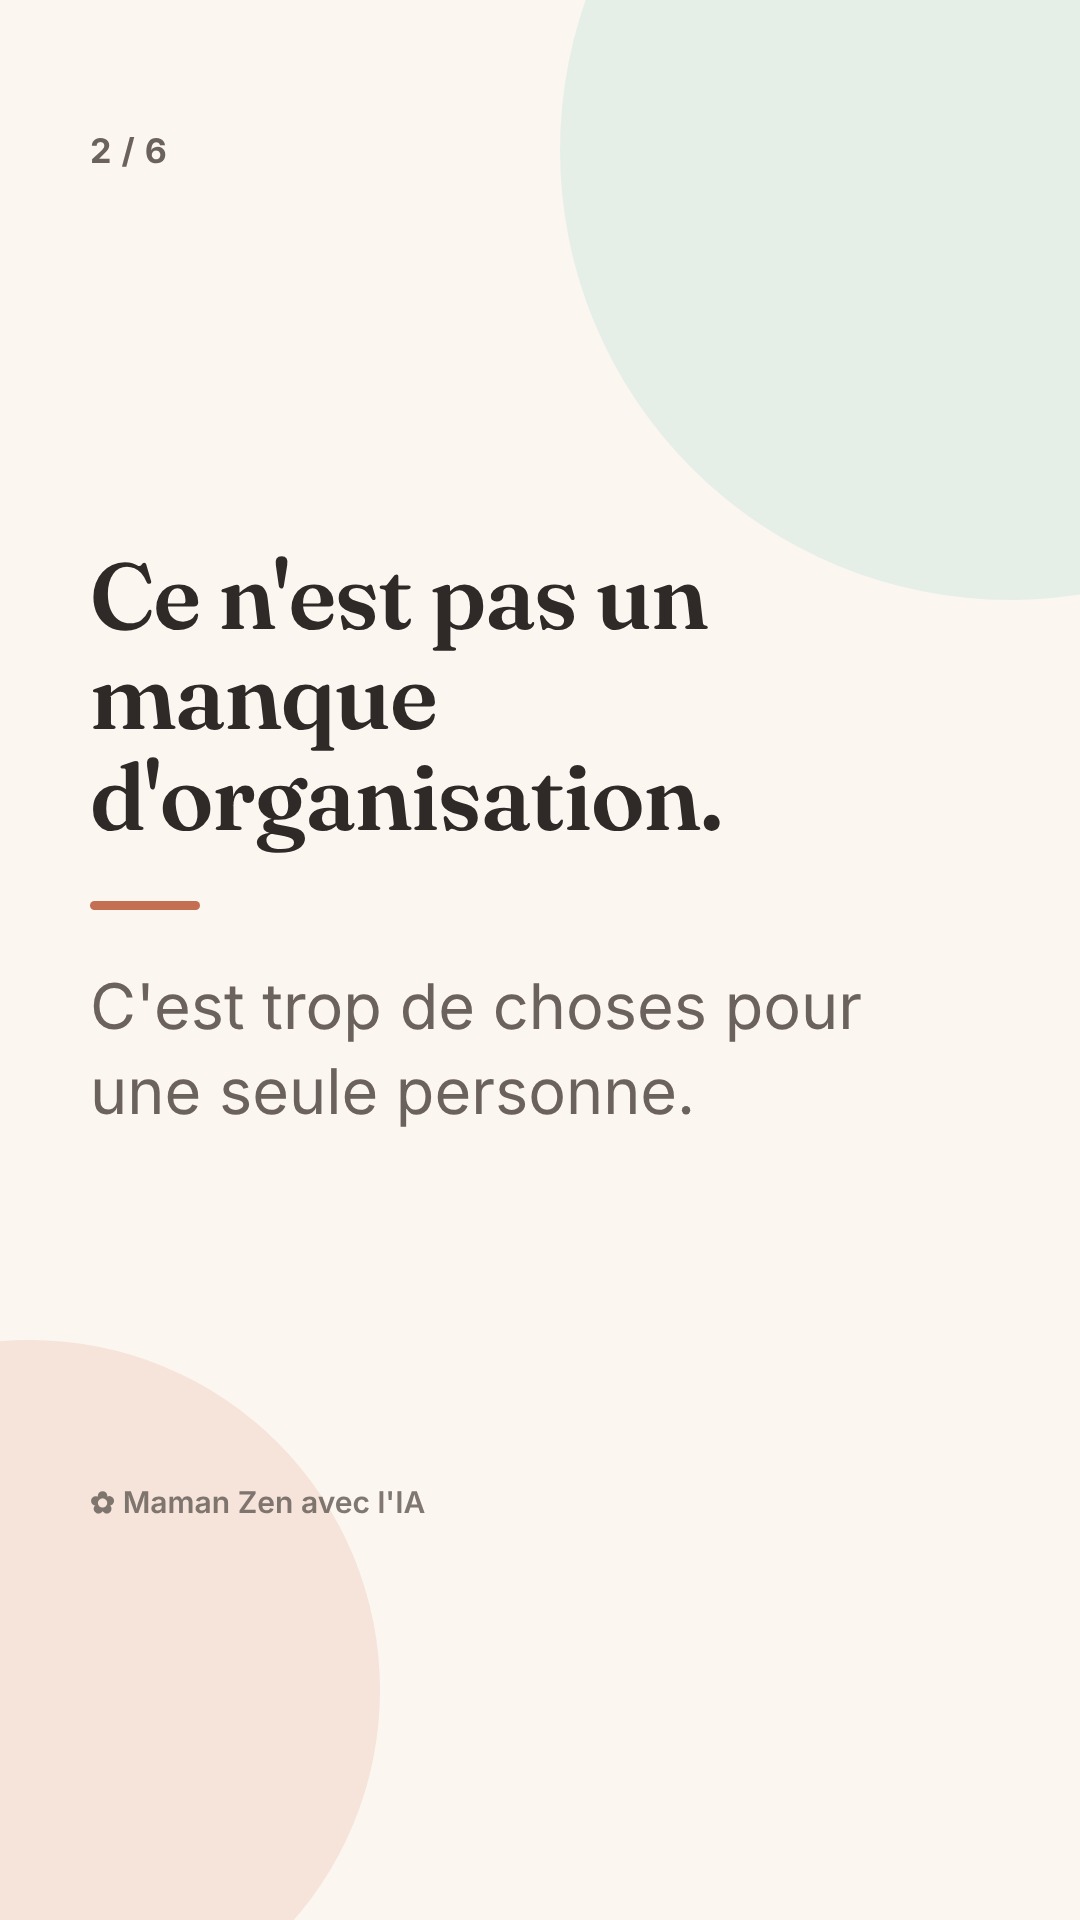 2 / 6
Ce n'est pas un
manque
d'organisation.
C'est trop de choses pour
une seule personne.
✿ Maman Zen avec l'IA